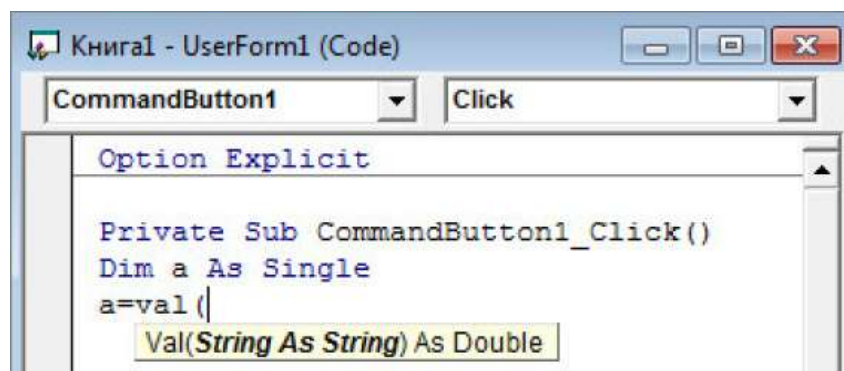 Книга1 - UserForm1 (Code)
CommandButton1 Click
Option Explicit
Private Sub CommandButton1_Click()
Dim a As Single
a=val(
Val(String As String) As Double